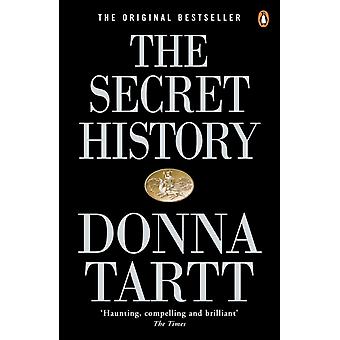 THE ORIGINAL BESTSELLER
THE
SECRET
HISTORY
DONNA
TARTT
'Haunting, compelling and brilliant'
The Times